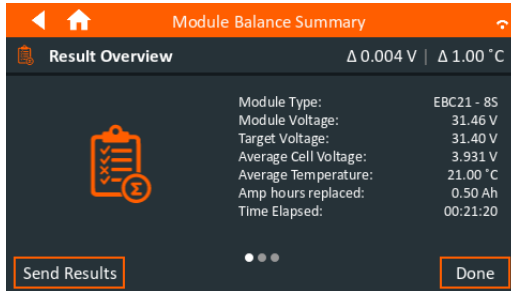 Module Balance Summary
Result Overview Δ 0.004 V | Δ 1.00 °C
Module Type: EBC21 - 8S
Module Voltage: 31.46 V
Target Voltage: 31.40 V
Average Cell Voltage: 3.931 V
Average Temperature: 21.00 °C
Amp hours replaced: 0.50 Ah
Time Elapsed: 00:21:20
Σ
Send Results Done